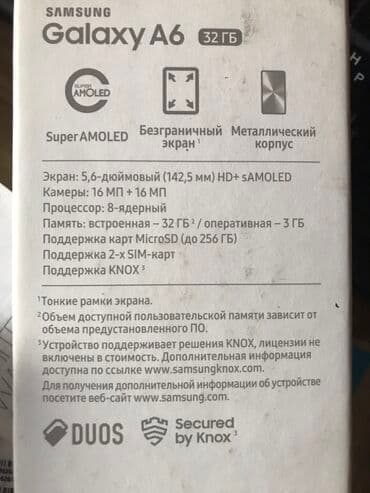 SAMSUNG
Galaxy A6 32 ГБ
SUPER
AMOLED
Super AMOLED
Безграничный
экран¹
Металлический
корпус
Экран: 5,6-дюймовый (142,5 мм) HD+ sAMOLED
Камеры: 16 МП + 16 МП
Процессор: 8-ядерный
Память: встроенная – 32 ГБ² / оперативная – 3 ГБ
Поддержка карт MicroSD (до 256 ГБ)
Поддержка 2-х SIM-карт
Поддержка KNOX³
¹Тонкие рамки экрана.
²Объем доступной пользовательской памяти зависит от
объема предустановленного ПО.
³Устройство поддерживает решения KNOX, лицензии не
включены в стоимость. Дополнительная информация
доступна по ссылке www.samsungknox.com.
Для получения дополнительной информации об устройстве
посетите веб-сайт www.samsung.com.
DUOS
Secured
by Knox³